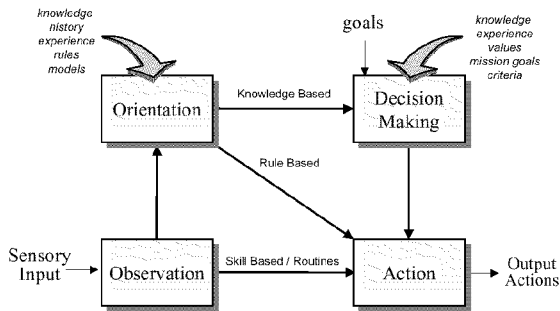 knowledge
nistory
experience
rules
models
goals
knowledge
experience
values
mission goals
criteria
Orientation
Knowledge Based
Decision
Making
Rule Based
Sensory
Input
Observation
Skill Based / Routines
Action
Output
Actions